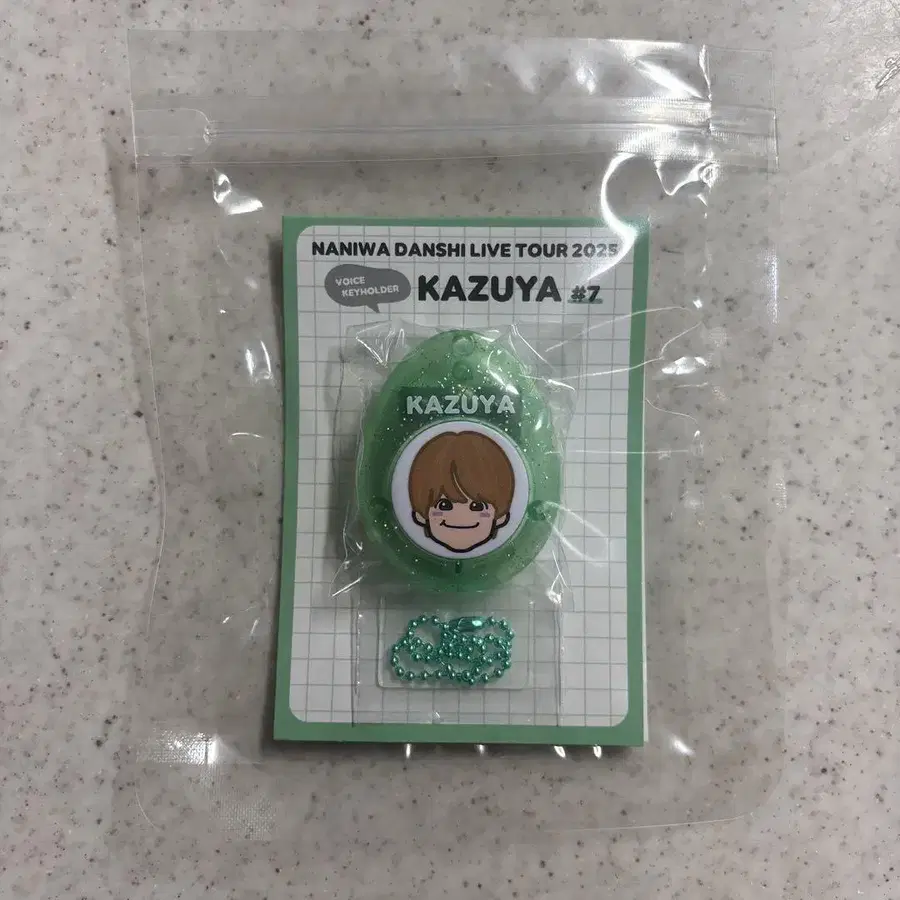 NANIWA DANSHI LIVE TOUR 2025
VOICE
KEYHOLDER
KAZUYA #7
KAZUYA